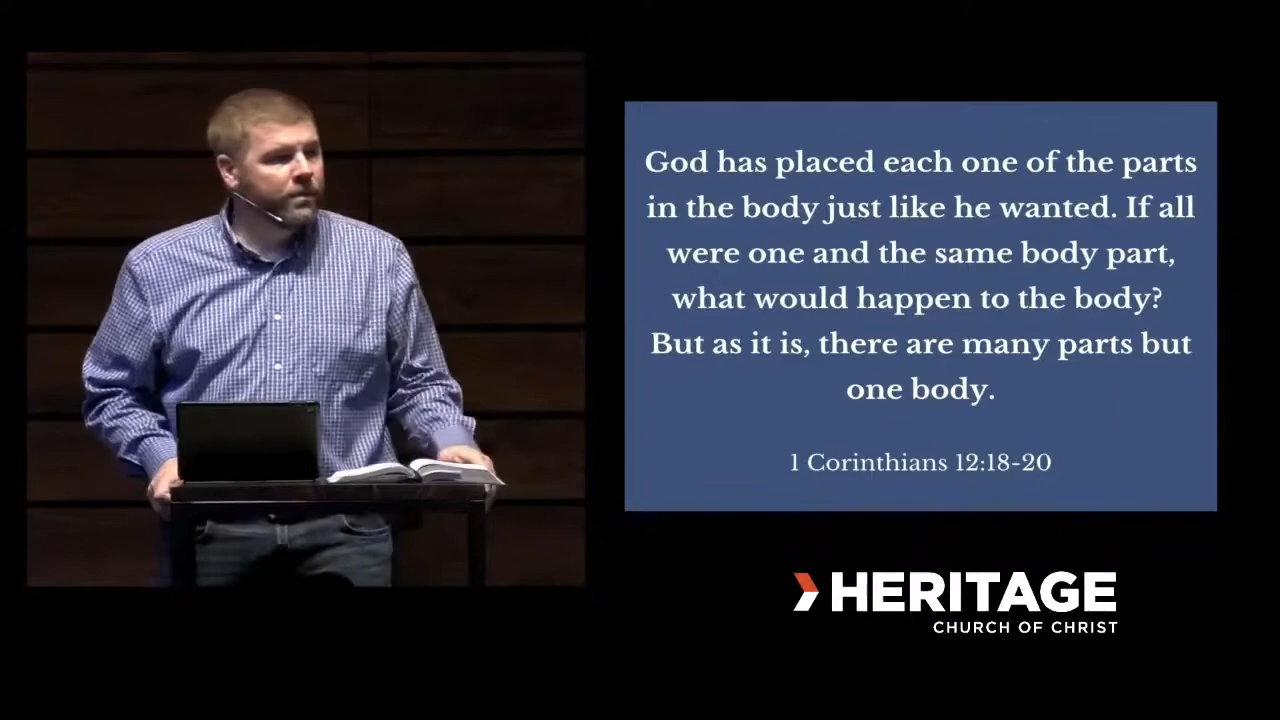 God has placed each one of the parts
in the body just like he wanted. If all
were one and the same body part,
what would happen to the body?
But as it is, there are many parts but
one body.
1 Corinthians 12:18-20
HERITAGE
CHURCH OF CHRIST